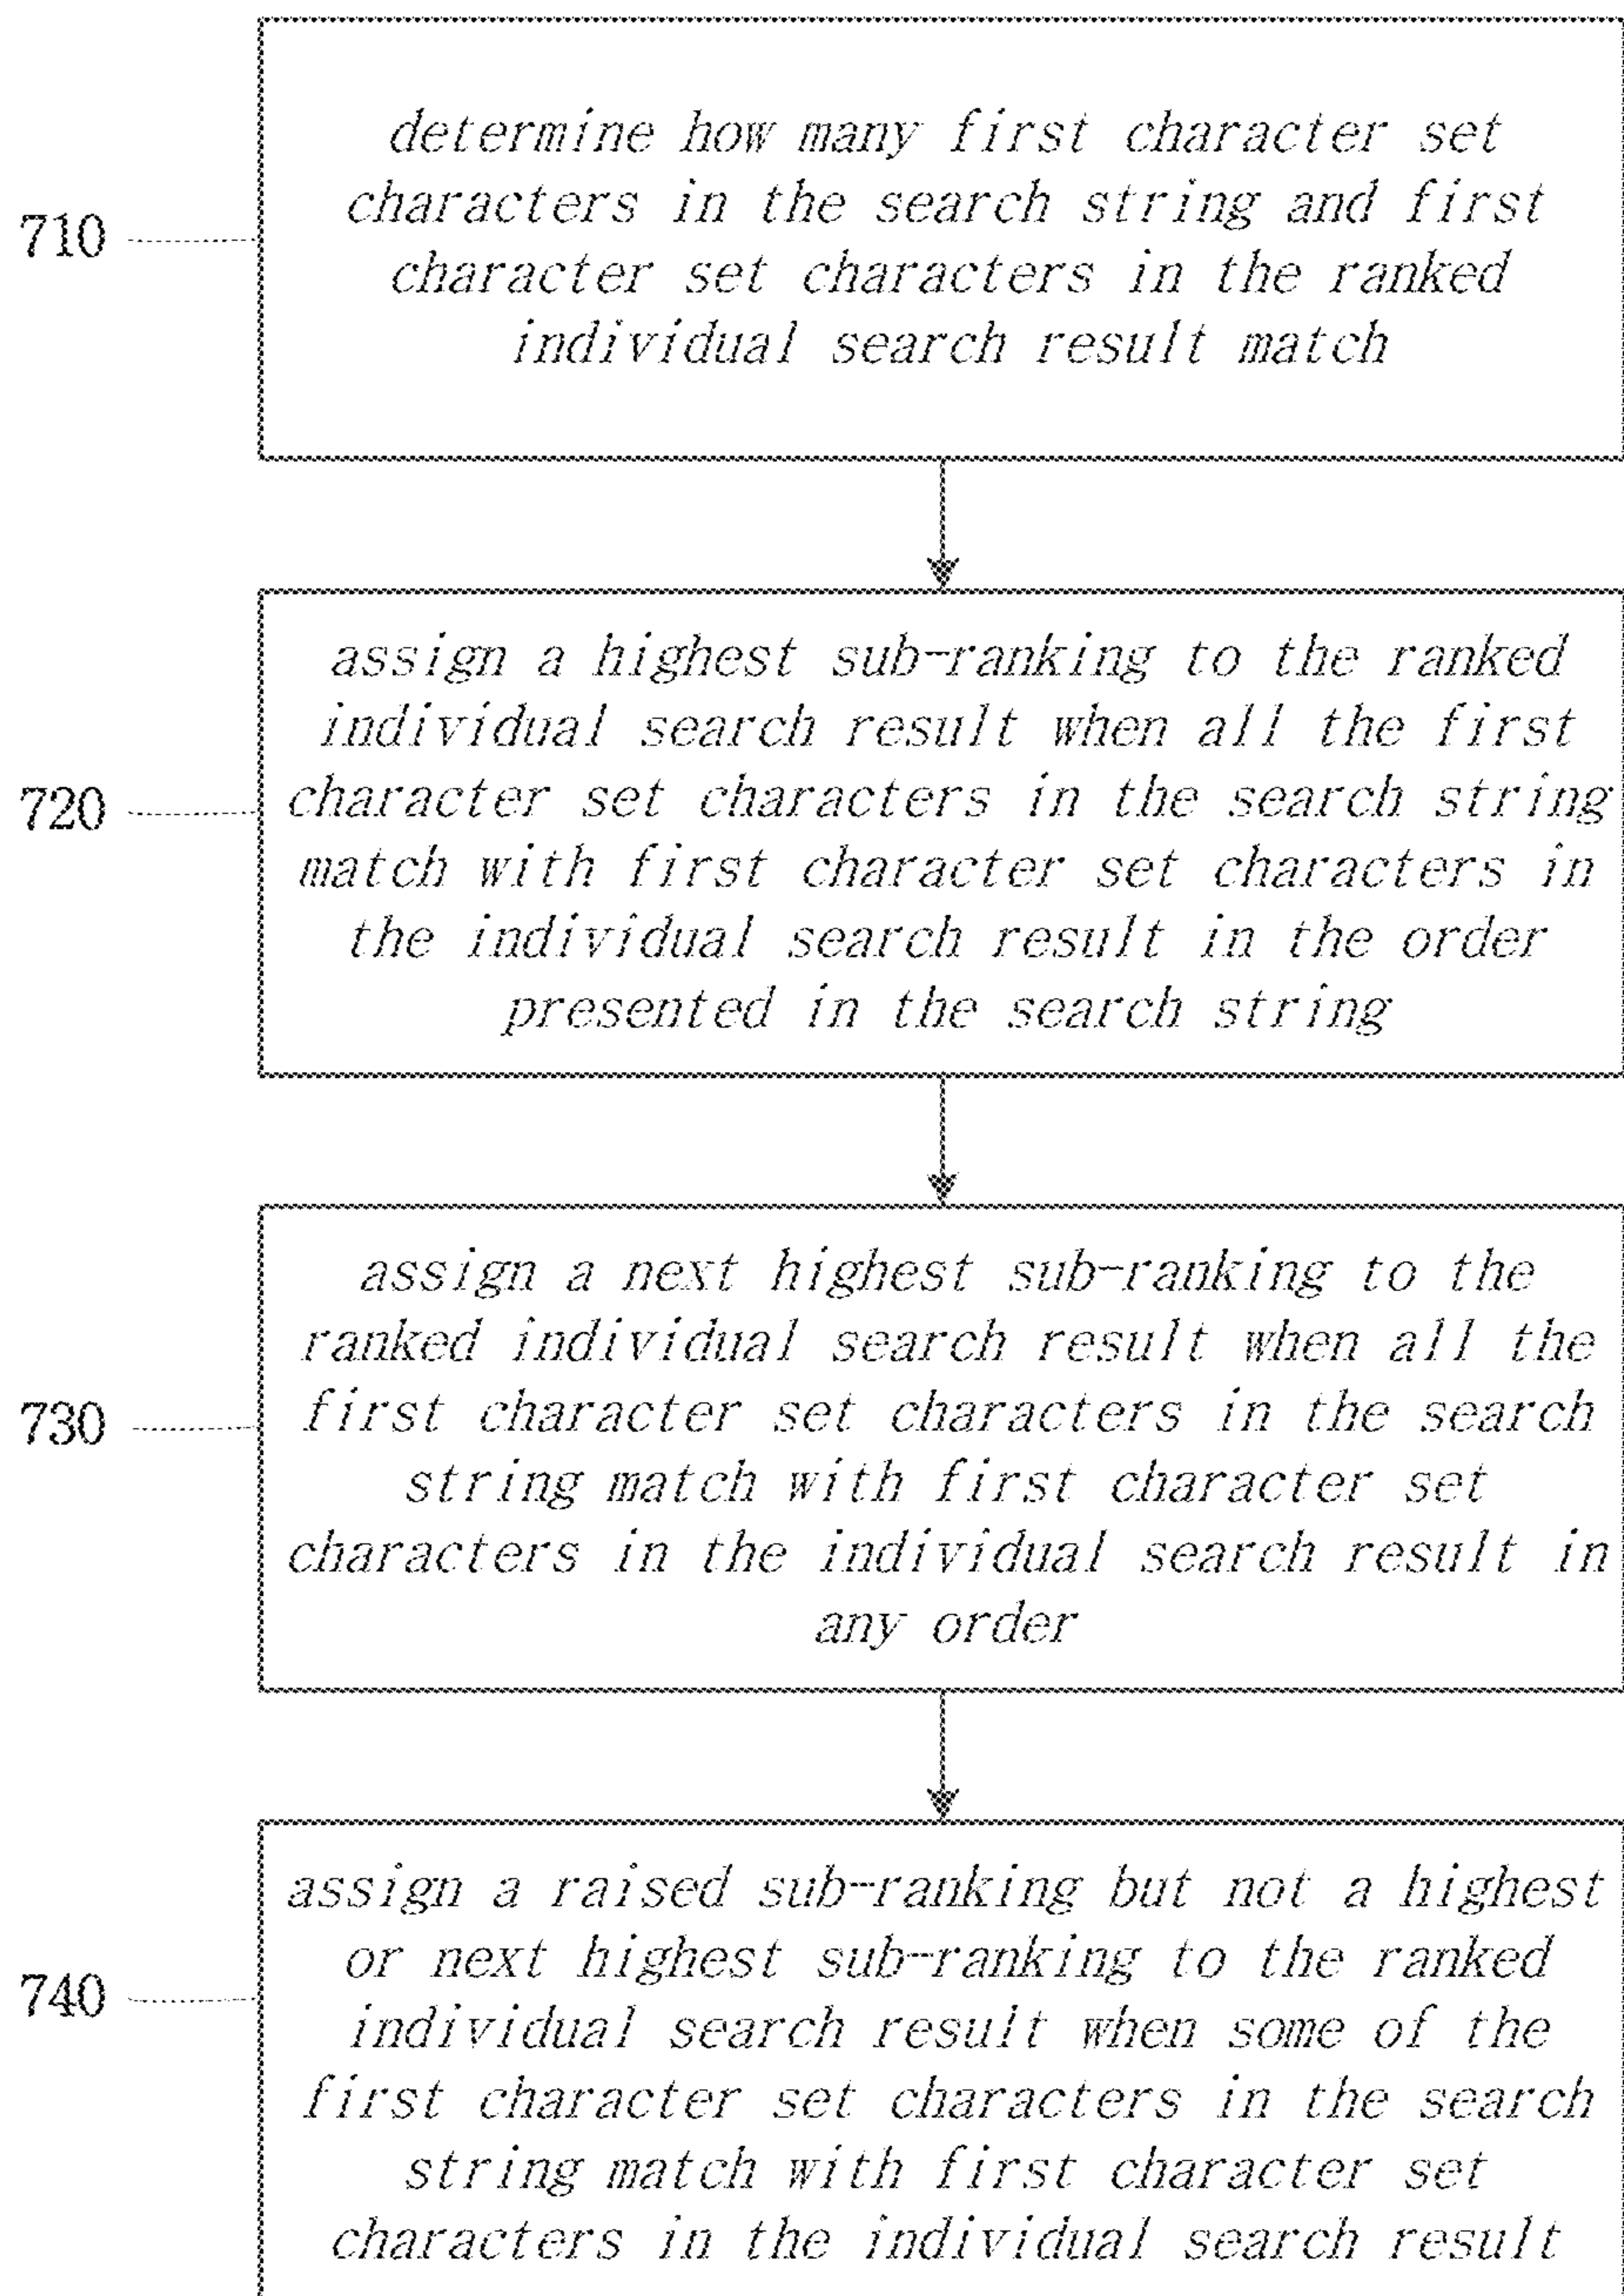 determine how many first character set
characters in the search string and first
character set characters in the ranked
individual search result match
710
assign a highest sub-ranking to the ranked
individual search result when all the first
character set characters in the search string
match with first character set characters in
the individual search result in the order
presented in the search string
720
assign a next highest sub-ranking to the
ranked individual search result when all the
first character set characters in the search
string match with first character set
characters in the individual search result in
any order
730
assign a raised sub-ranking but not a highest
or next highest sub-ranking to the ranked
individual search result when some of the
first character set characters in the search
string match with first character set
characters in the individual search result
740